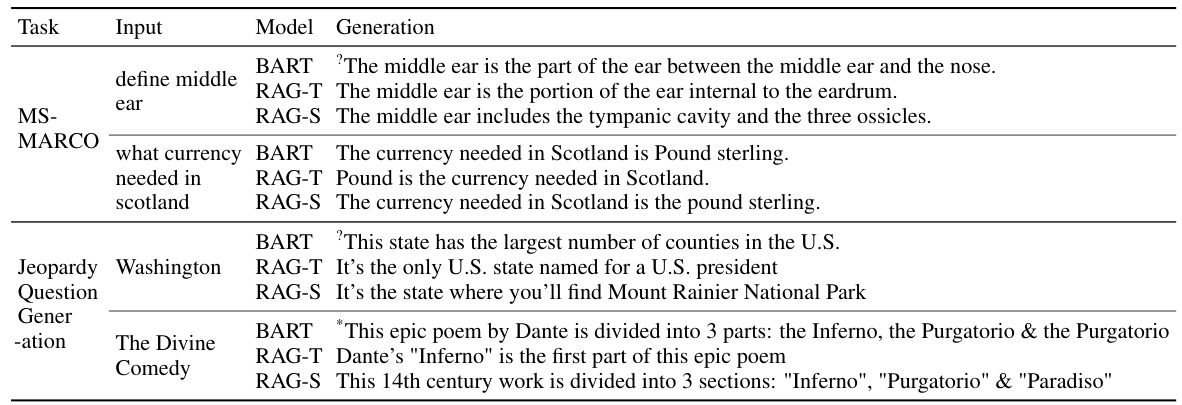 Task Input Model Generation
MS-
MARCO
define middle
ear
BART ?The middle ear is the part of the ear between the middle ear and the nose.
RAG-T The middle ear is the portion of the ear internal to the eardrum.
RAG-S The middle ear includes the tympanic cavity and the three ossicles.
what currency
needed in
scotland
BART The currency needed in Scotland is Pound sterling.
RAG-T Pound is the currency needed in Scotland.
RAG-S The currency needed in Scotland is the pound sterling.
Jeopardy
Question
Gener
-ation
Washington
BART ?This state has the largest number of counties in the U.S.
RAG-T It's the only U.S. state named for a U.S. president
RAG-S It's the state where you'll find Mount Rainier National Park
The Divine
Comedy
BART *This epic poem by Dante is divided into 3 parts: the Inferno, the Purgatorio & the Purgatorio
RAG-T Dante's "Inferno" is the first part of this epic poem
RAG-S This 14th century work is divided into 3 sections: "Inferno", "Purgatorio" & "Paradiso"